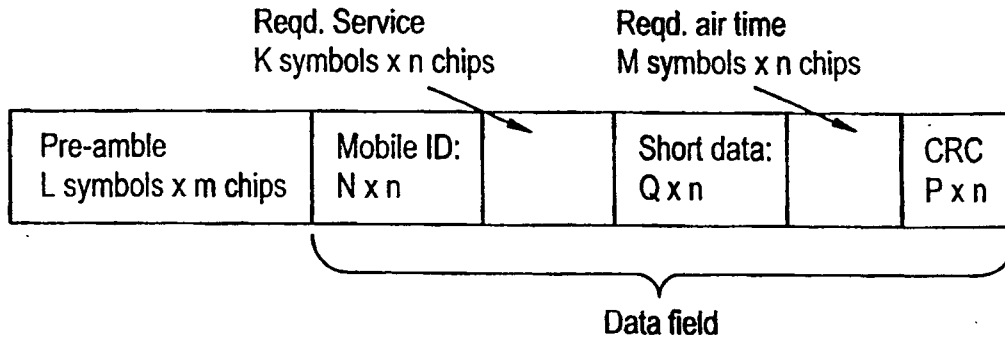 Reqd. Service
K symbols x n chips
Reqd. air time
M symbols x n chips
Pre-amble
L symbols x m chips
Mobile ID:
N x n
Short data:
Q x n
CRC
P x n
Data field